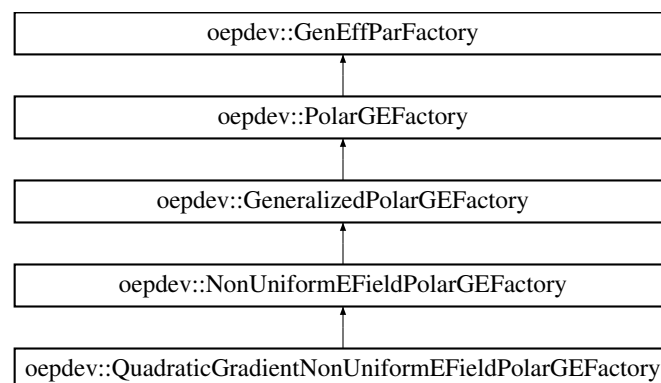 oepdev::GenEffParFactory
oepdev::PolarGEFactory
oepdev::GeneralizedPolarGEFactory
oepdev::NonUniformEFieldPolarGEFactory
oepdev::QuadraticGradientNonUniformEFieldPolarGEFactory